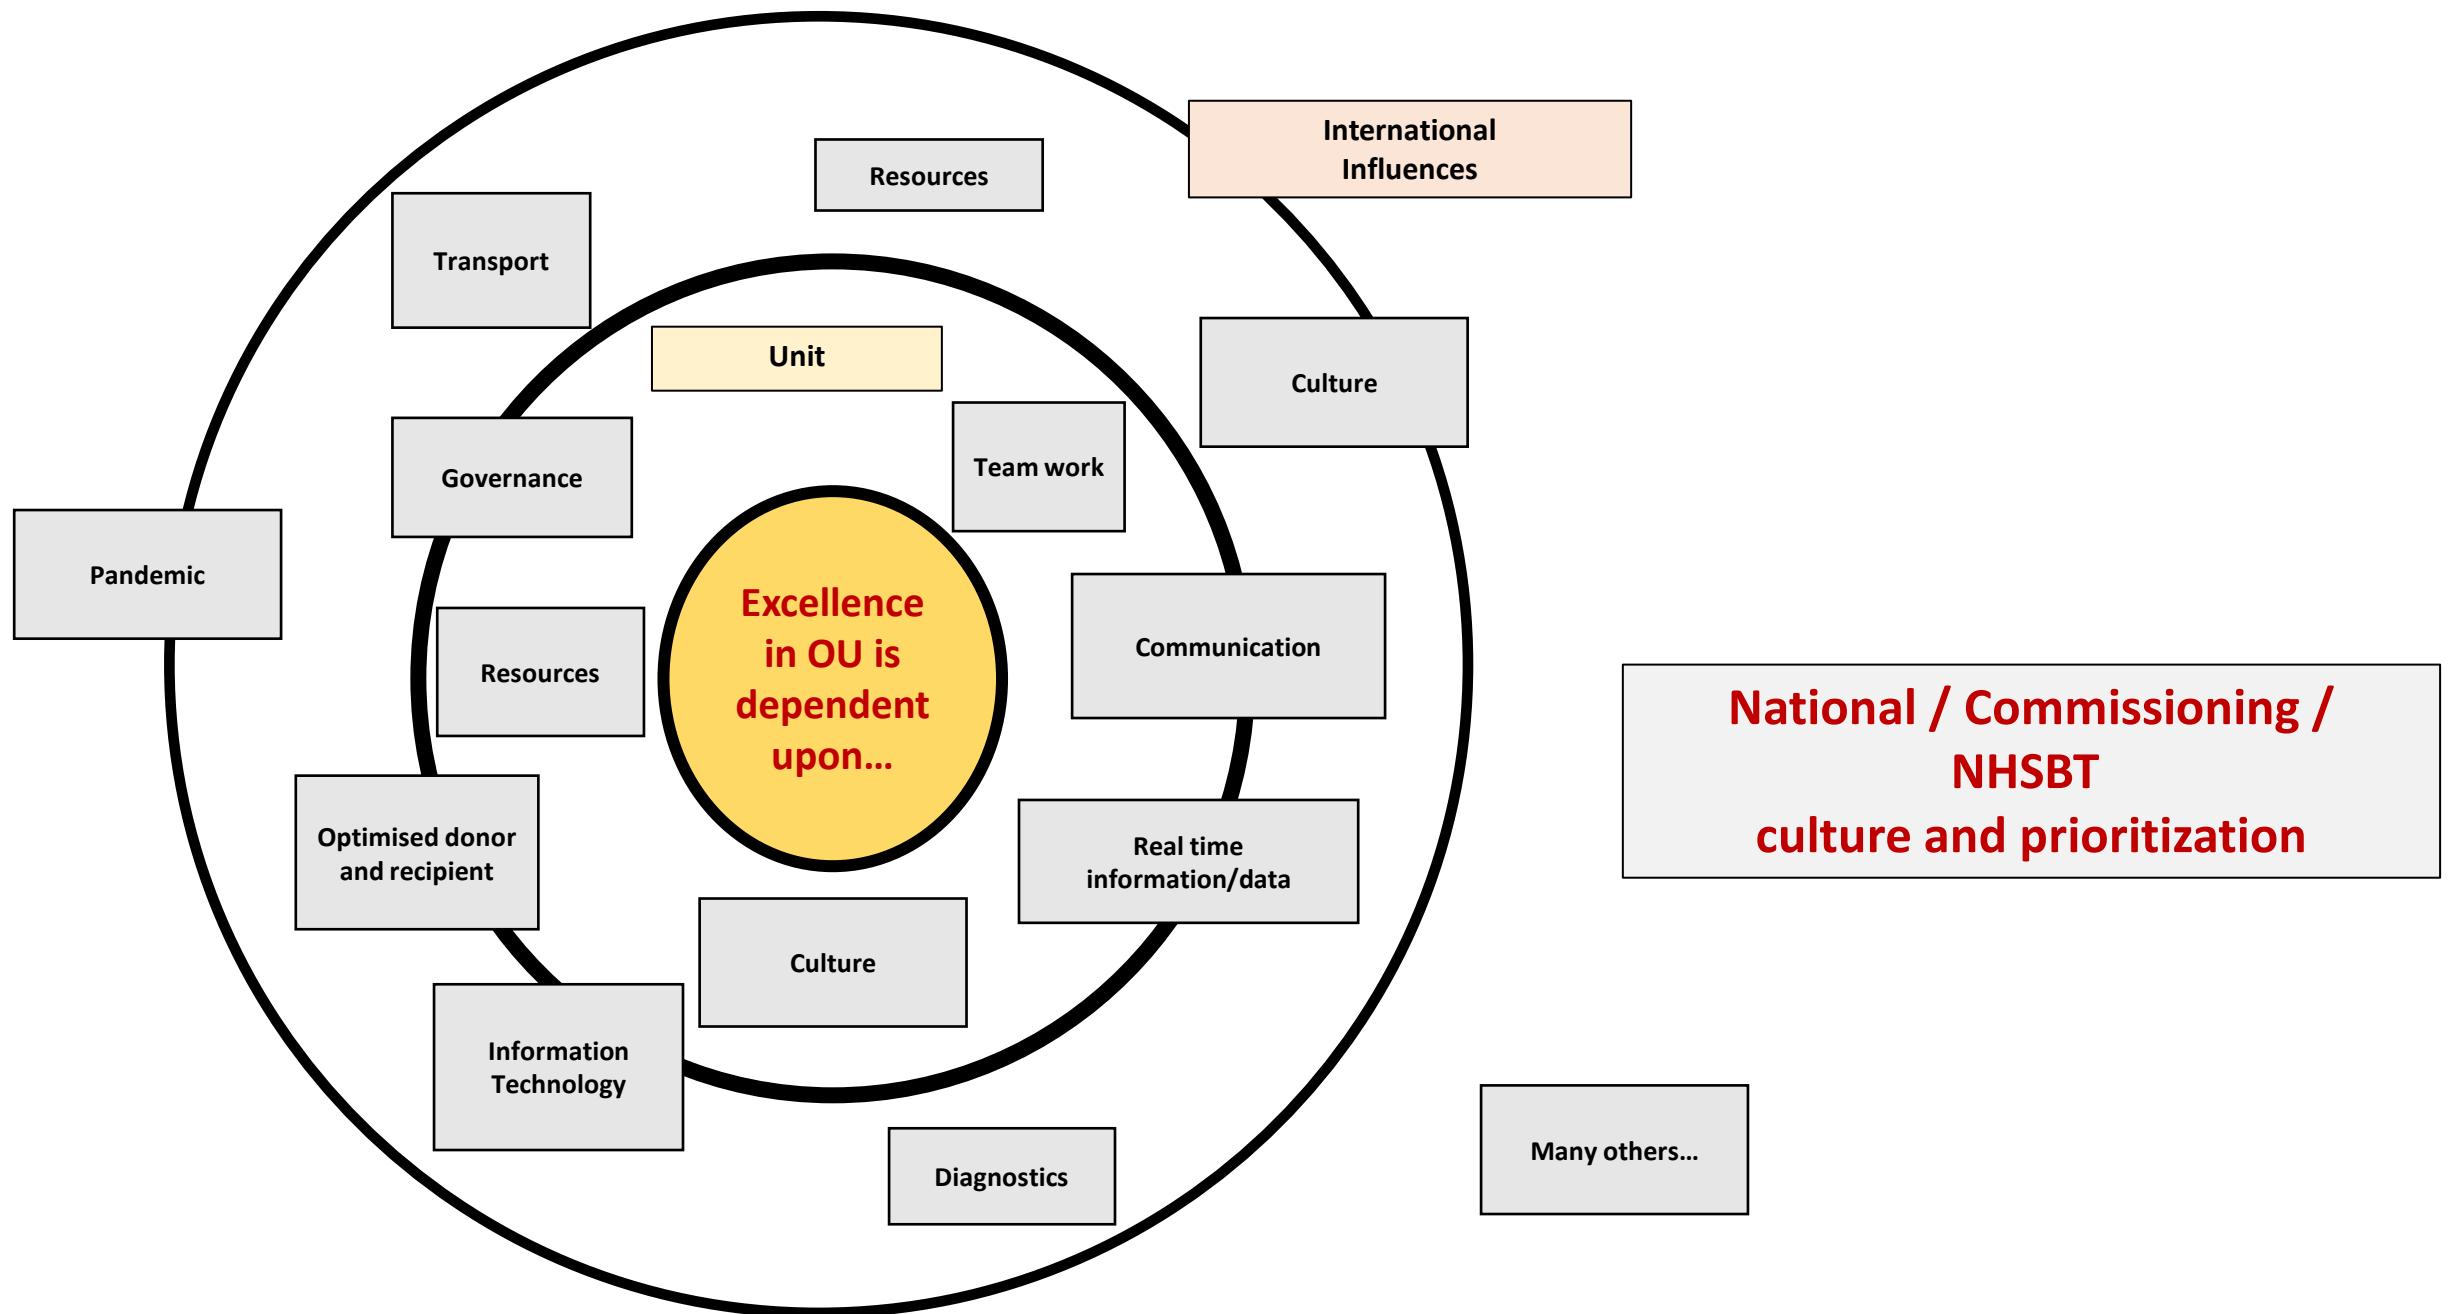 International
Influences
Resources
Transport
Unit
Culture
Governance
Team work
Pandemic
Excellence
in OU is
dependent
upon...
Communication
Resources
National / Commissioning /
NHSBT
culture and prioritization
Optimised donor
and recipient
Real time
information/data
Culture
Information
Technology
Many others...
Diagnostics